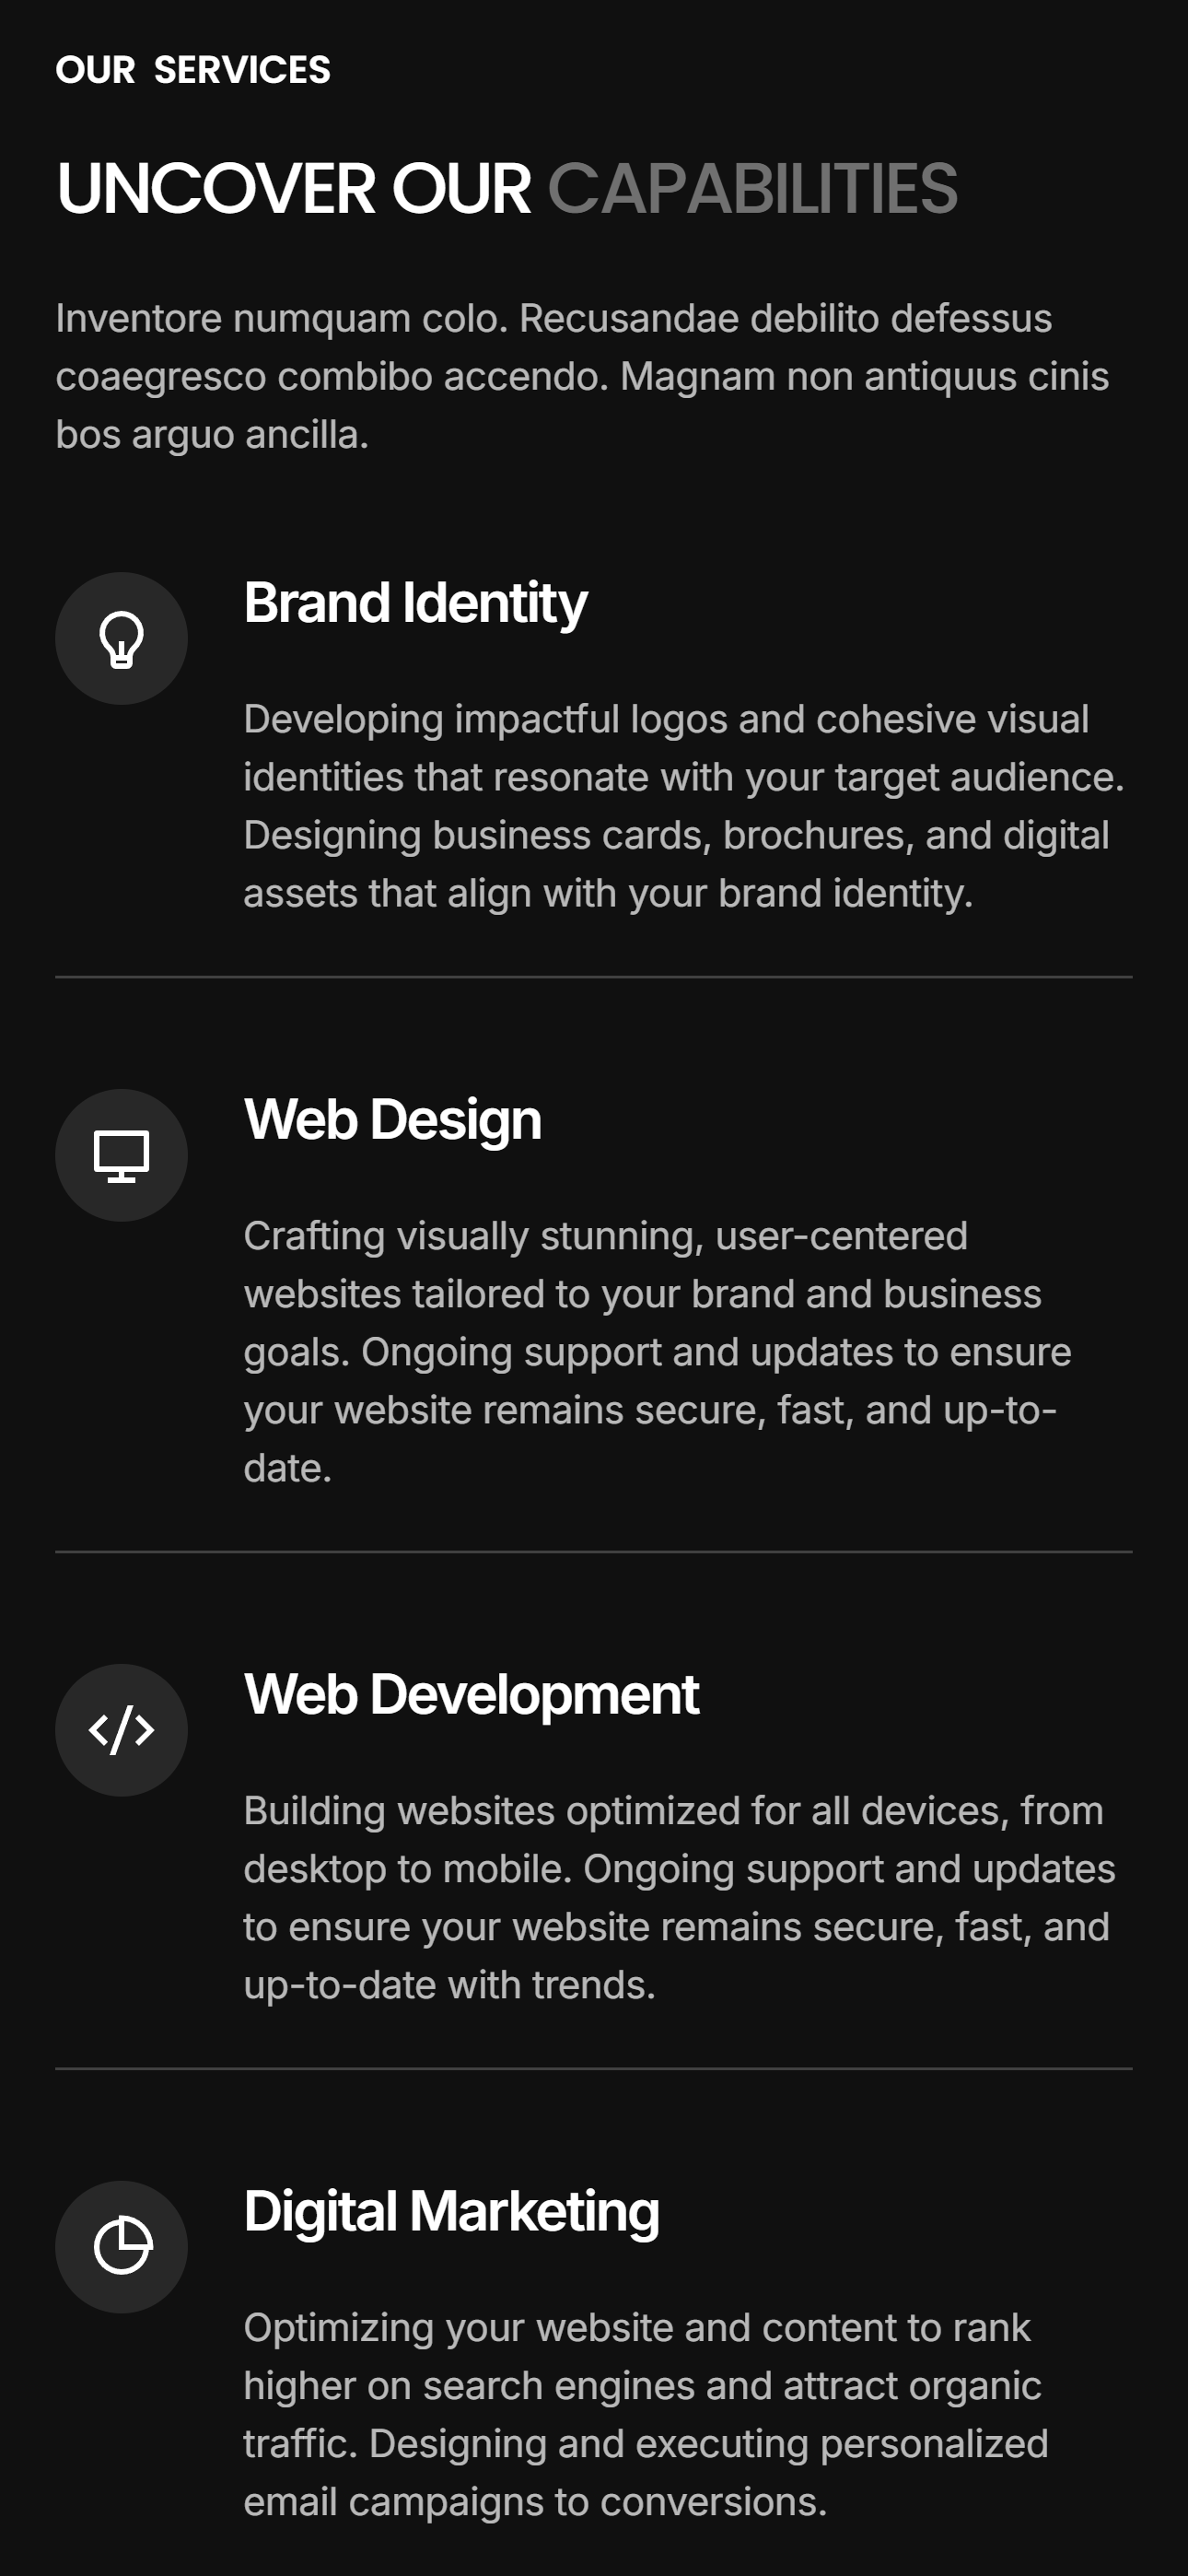 OUR SERVICES
UNCOVER OUR CAPABILITIES
Inventore numquam colo. Recusandae debilito defessus
coaegresco combibo accendo. Magnam non antiquus cinis
bos arguo ancilla.
Brand Identity
Developing impactful logos and cohesive visual
identities that resonate with your target audience.
Designing business cards, brochures, and digital
assets that align with your brand identity.
Web Design
Crafting visually stunning, user-centered
websites tailored to your brand and business
goals. Ongoing support and updates to ensure
your website remains secure, fast, and up-to-
date.
Web Development
Building websites optimized for all devices, from
desktop to mobile. Ongoing support and updates
to ensure your website remains secure, fast, and
up-to-date with trends.
Digital Marketing
Optimizing your website and content to rank
higher on search engines and attract organic
traffic. Designing and executing personalized
email campaigns to conversions.